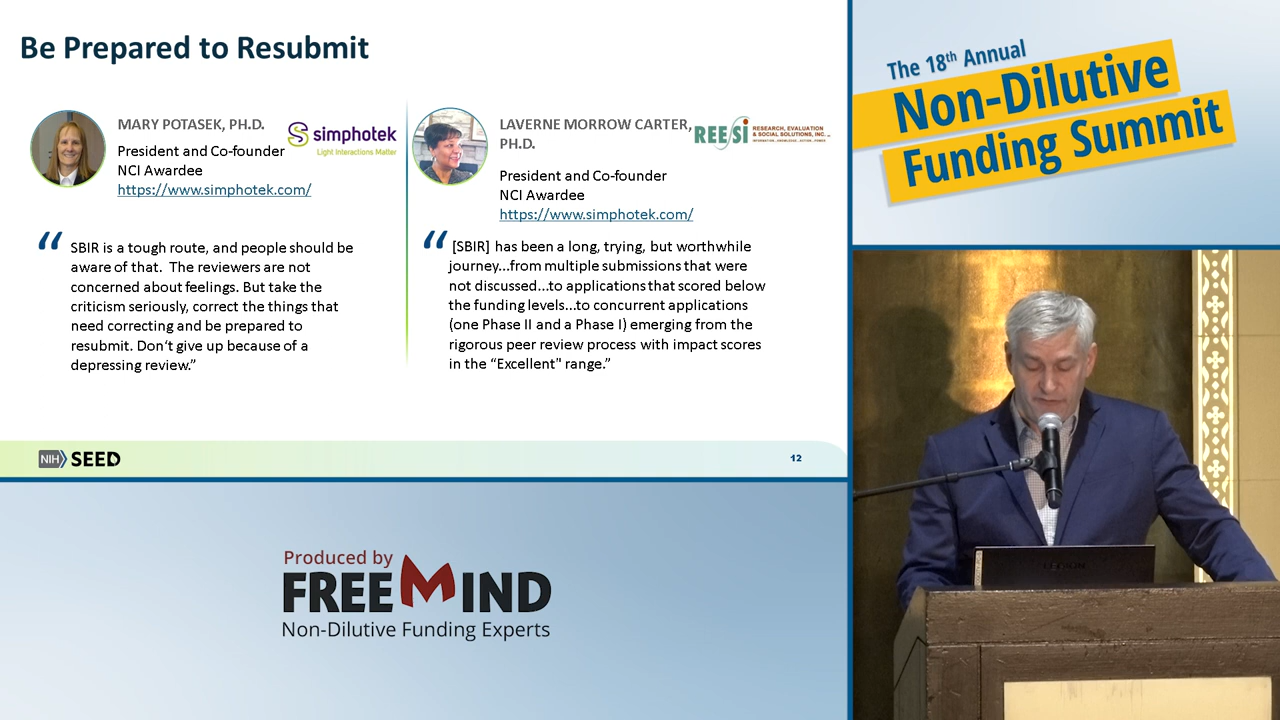 Be Prepared to Resubmit
MARY POTASEK, PH.D.
President and Co-founder
NCI Awardee
https://www.simphotek.com/
simphotek
Light Interactions Matter
“ SBIR is a tough route, and people should be
aware of that. The reviewers are not
concerned about feelings. But take the
criticism seriously, correct the things that
need correcting and be prepared to
resubmit. Don‘t give up because of a
depressing review.”
LAVERNE MORROW CARTER,
PH.D.
President and Co-founder
NCI Awardee
https://www.simphotek.com/
REESSI
RESEARCH, EVALUATION
& SOCIAL SOLUTIONS, INC.
INFORMATION...KNOWLEDGE...ACTION...POWER
“ [SBIR] has been a long, trying, but worthwhile
journey...from multiple submissions that were
not discussed...to applications that scored below
the funding levels...to concurrent applications
(one Phase II and a Phase I) emerging from the
rigorous peer review process with impact scores
in the “Excellent" range.”
NIH SEED
12
The 18th Annual
Non-Dilutive
Funding Summit
Produced by
FREEMIND
Non-Dilutive Funding Experts
LEGION